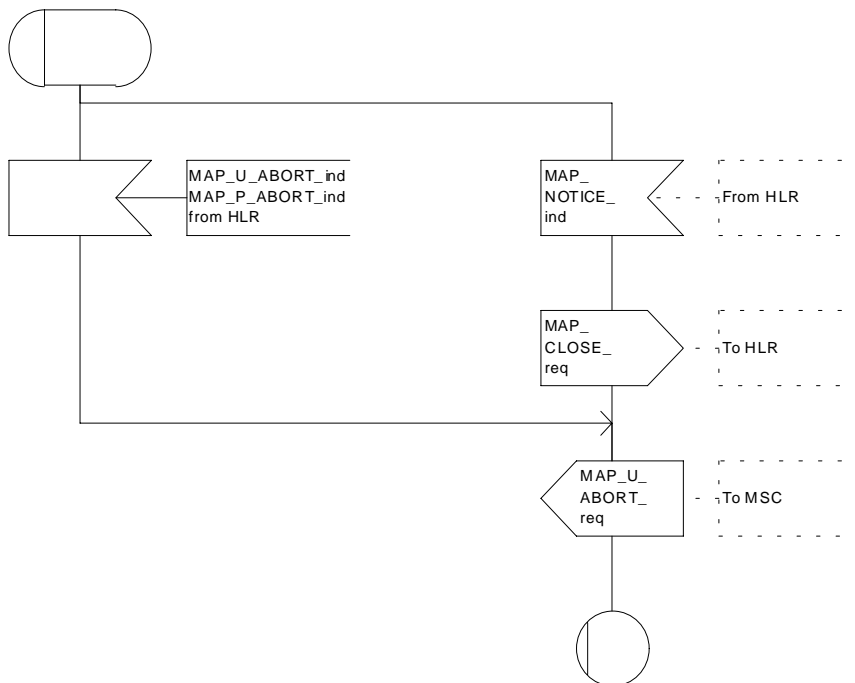 MAP_U_ABORT_ind
MAP_P_ABORT_ind
from HLR
MAP_
NOTICE_
ind
From HLR
MAP_
CLOSE_
req
To HLR
MAP_U_
ABORT_
req
To MSC